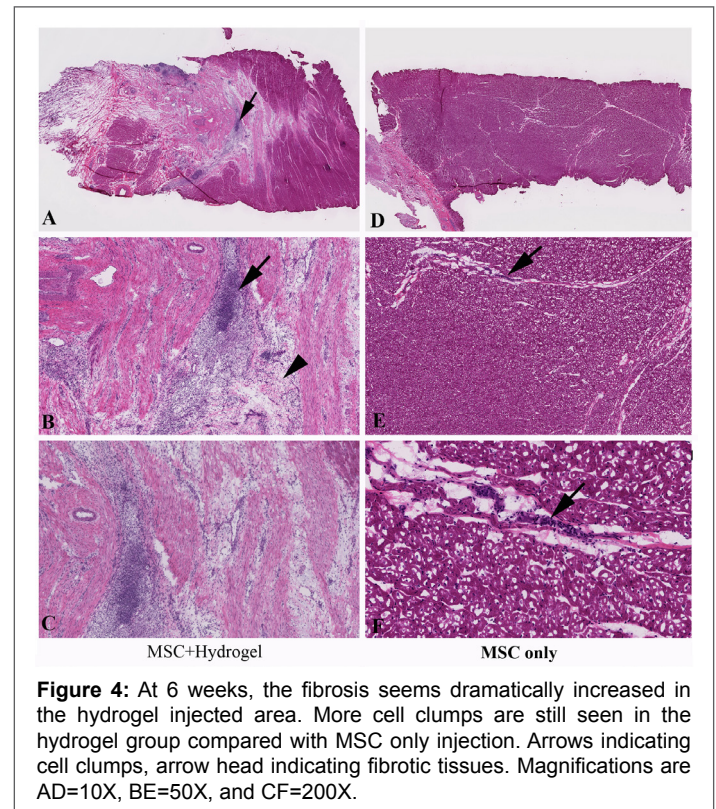 A
D
B
E
C
F
MSC+Hydrogel
MSC only
Figure 4: At 6 weeks, the fibrosis seems dramatically increased in
the hydrogel injected area. More cell clumps are still seen in the
hydrogel group compared with MSC only injection. Arrows indicating
cell clumps, arrow head indicating fibrotic tissues. Magnifications are
AD=10X, BE=50X, and CF=200X.